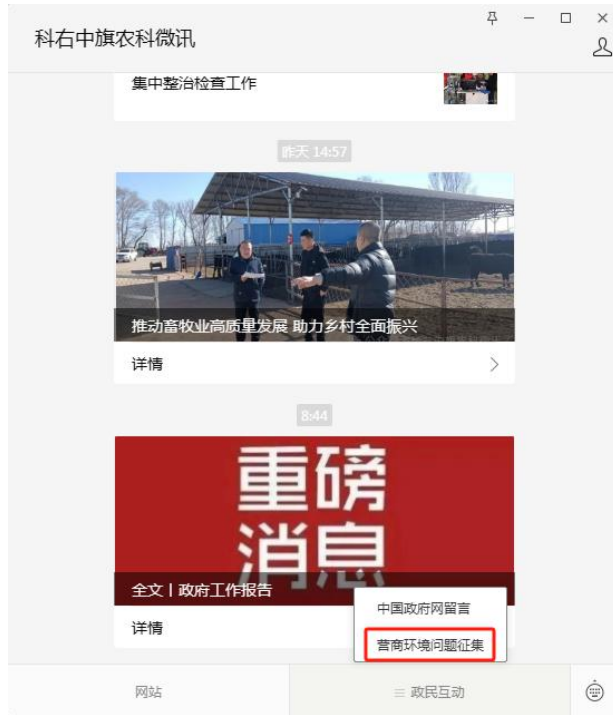 科右中旗农科微讯
集中整治检查工作
昨天 14:57
推动畜牧业高质量发展 助力乡村全面振兴
详情
8:44
重磅
消息
全文丨政府工作报告
详情
中国政府网留言
营商环境问题征集
网站
政民互动